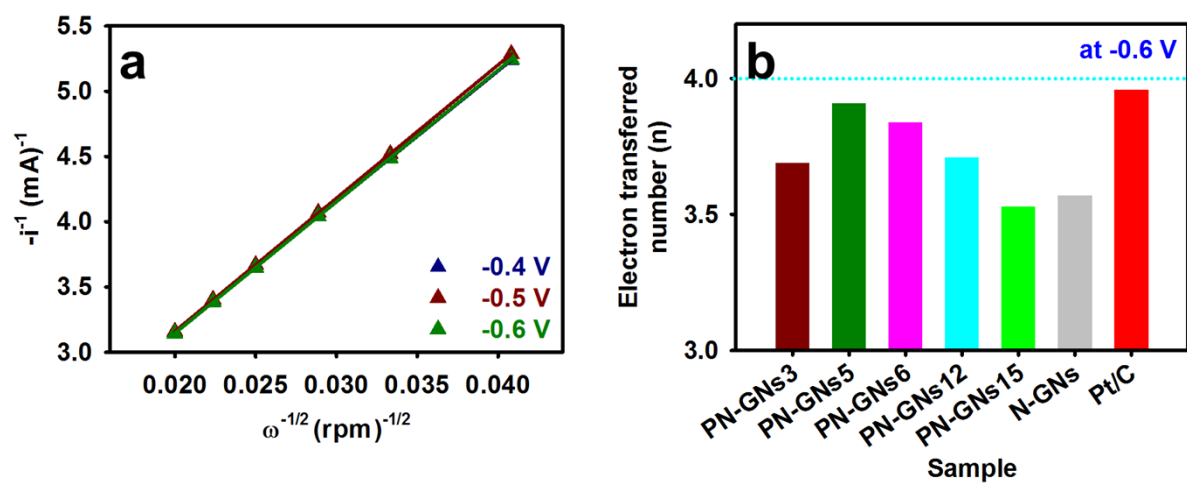 a
5.5
5.5
5.0
4.5
4.0
3.5
3.0
-i⁻¹ (mA)⁻¹
-0.4 V
-0.5 V
-0.6 V
0.020 0.025 0.030 0.035 0.040
ω⁻¹/² (rpm)⁻¹/²
b
at -0.6 V
4.0
3.5
3.0
Electron transferred
number (n)
PN-GNs3
PN-GNs5
PN-GNs6
PN-GNs12
PN-GNs15
N-GNs
Pt/C
Sample